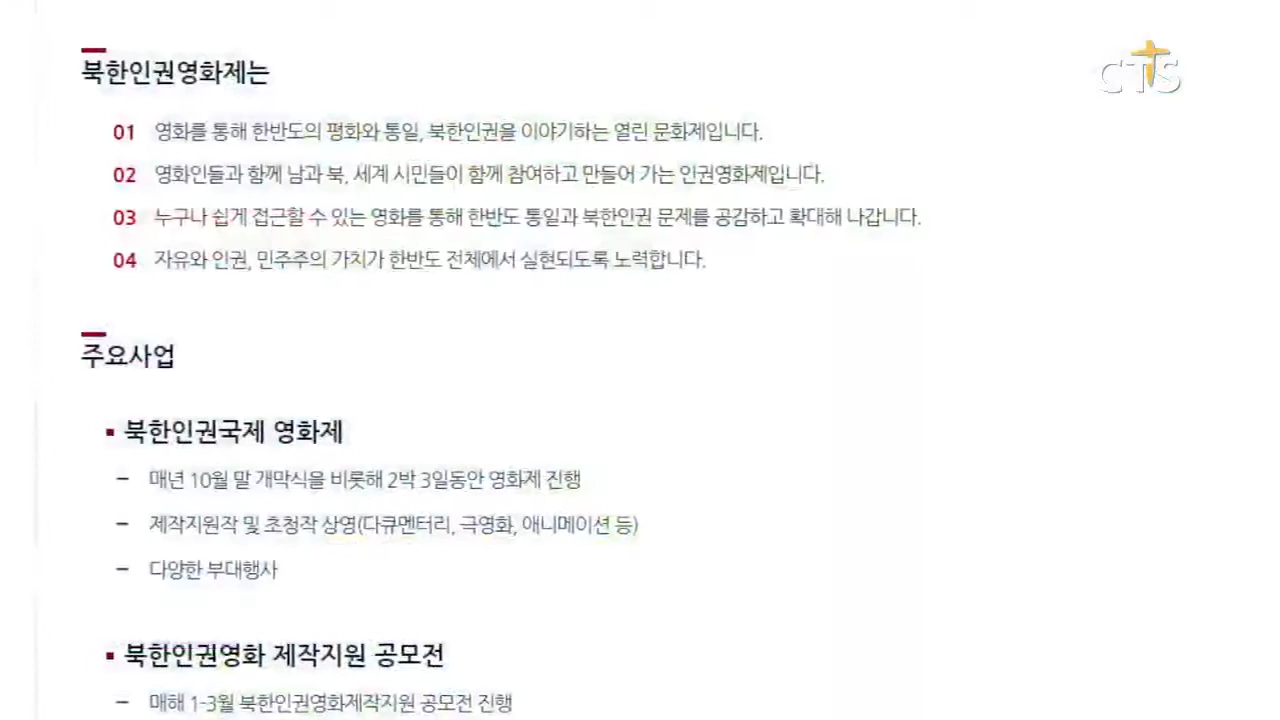 CTS
북한인권영화제는
01 영화를 통해 한반도의 평화와 통일, 북한인권을 이야기하는 열린 문화제입니다.
02 영화인들과 함께 남과 북, 세계 시민들이 함께 참여하고 만들어 가는 인권영화제입니다.
03 누구나 쉽게 접근할 수 있는 영화를 통해 한반도 통일과 북한인권 문제를 공감하고 확대해 나갑니다.
04 자유와 인권, 민주주의 가치가 한반도 전체에서 실현되도록 노력합니다.
주요사업
▪ 북한인권국제 영화제
– 매년 10월 말 개막식을 비롯해 2박 3일동안 영화제 진행
– 제작지원작 및 초청작 상영(다큐멘터리, 극영화, 애니메이션 등)
– 다양한 부대행사
▪ 북한인권영화 제작지원 공모전
– 매해 1-3월 북한인권영화제작지원 공모전 진행